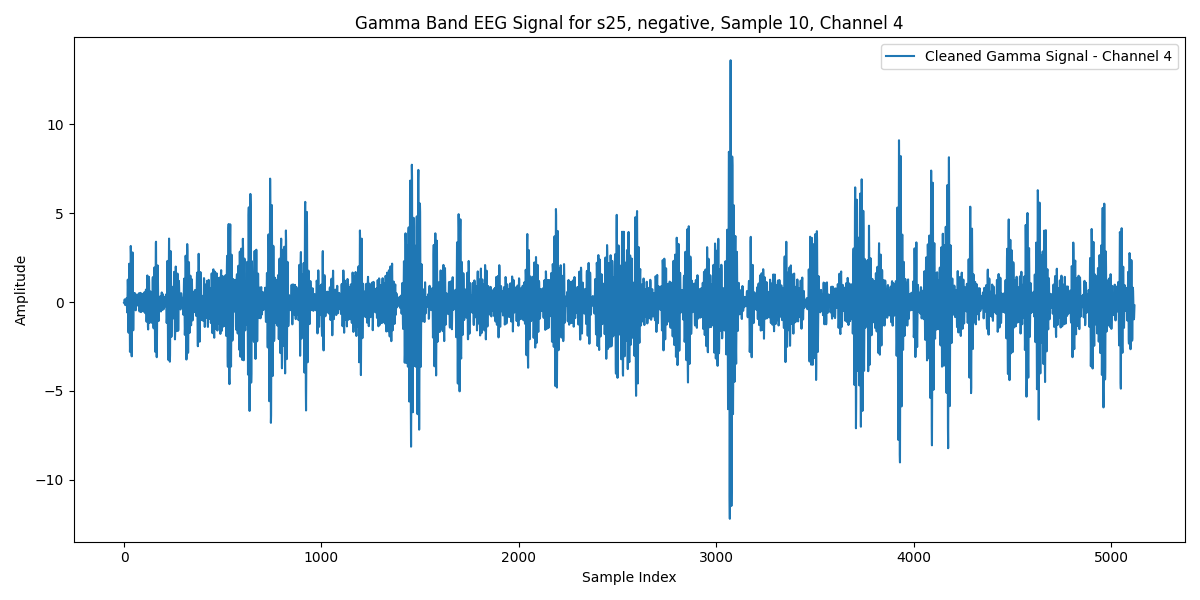 Gamma Band EEG Signal for s25, negative, Sample 10, Channel 4
Cleaned Gamma Signal - Channel 4
Amplitude
10
5
0
−5
−10
0 1000 2000 3000 4000 5000
Sample Index